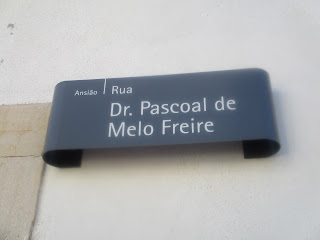 Ansião | Rua
Dr. Pascoal de
Melo Freire